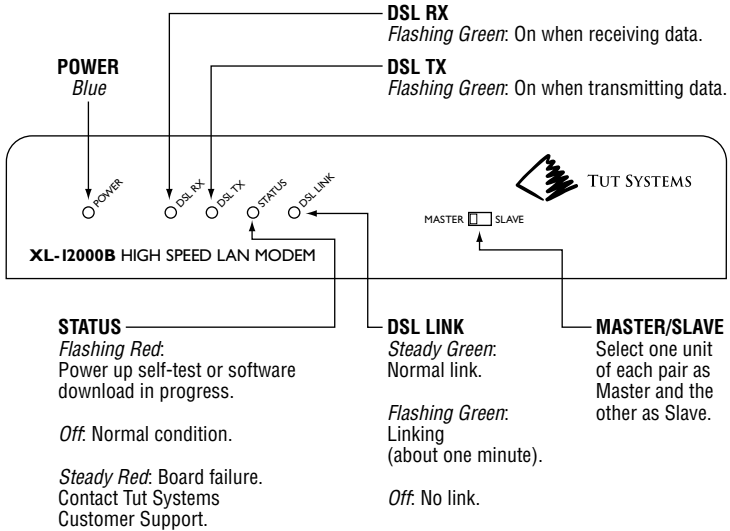 DSL RX
Flashing Green: On when receiving data.
POWER
Blue
DSL TX
Flashing Green: On when transmitting data.
POWER
DSL RX
DSL TX
STATUS
DSL LINK
TUT SYSTEMS
MASTER
SLAVE
XL-12000B HIGH SPEED LAN MODEM
STATUS
Flashing Red:
Power up self-test or software
download in progress.
Off: Normal condition.
Steady Red: Board failure.
Contact Tut Systems
Customer Support.
DSL LINK
Steady Green:
Normal link.
Flashing Green:
Linking
(about one minute).
Off: No link.
MASTER/SLAVE
Select one unit
of each pair as
Master and the
other as Slave.